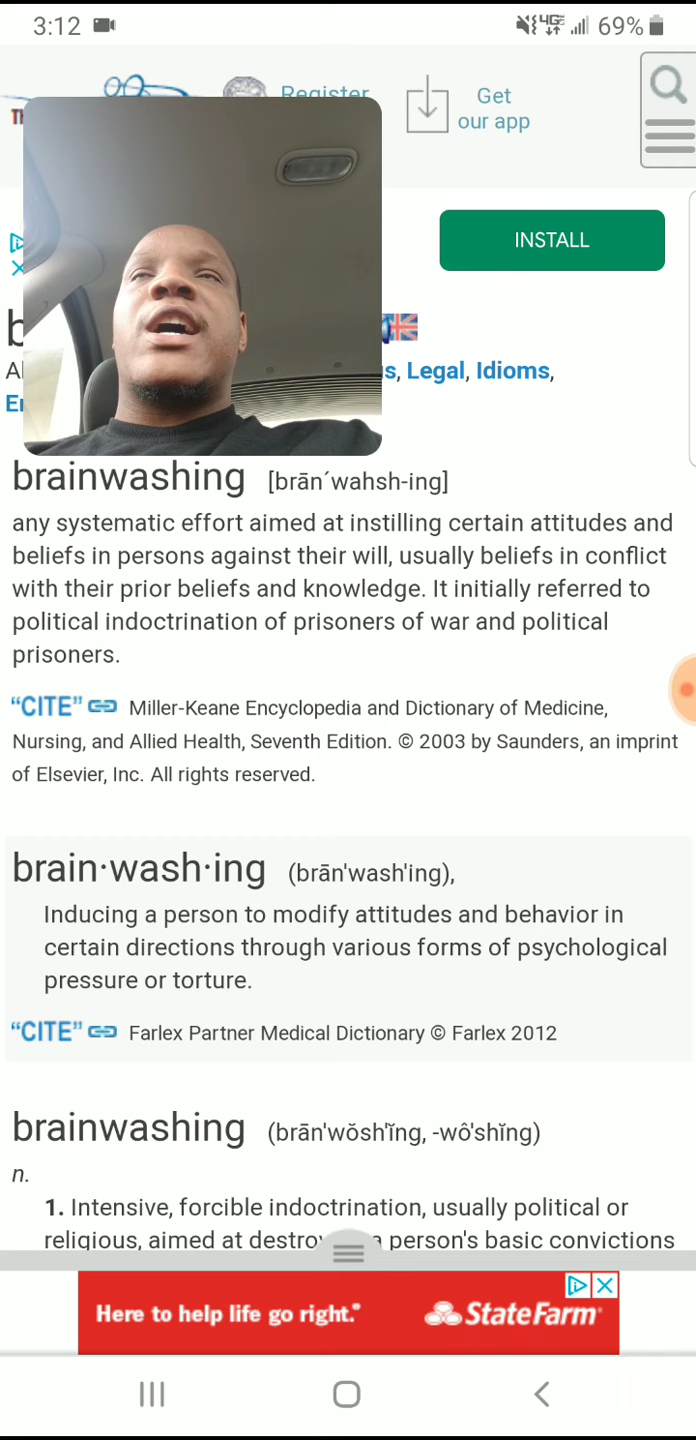 3:12 4G 69%
Register
Get
our app
INSTALL
s, Legal, Idioms,
brainwashing [brān´wahsh-ing]
any systematic effort aimed at instilling certain attitudes and
beliefs in persons against their will, usually beliefs in conflict
with their prior beliefs and knowledge. It initially referred to
political indoctrination of prisoners of war and political
prisoners.
“CITE” Miller-Keane Encyclopedia and Dictionary of Medicine,
Nursing, and Allied Health, Seventh Edition. © 2003 by Saunders, an imprint
of Elsevier, Inc. All rights reserved.
brain·wash·ing (brān'wash'ing),
Inducing a person to modify attitudes and behavior in
certain directions through various forms of psychological
pressure or torture.
“CITE” Farlex Partner Medical Dictionary © Farlex 2012
brainwashing (brān'wŏsh'ĭng, -wô'shĭng)
n.
1. Intensive, forcible indoctrination, usually political or
religious, aimed at person's basic convictions
Here to help life go right.® StateFarm®